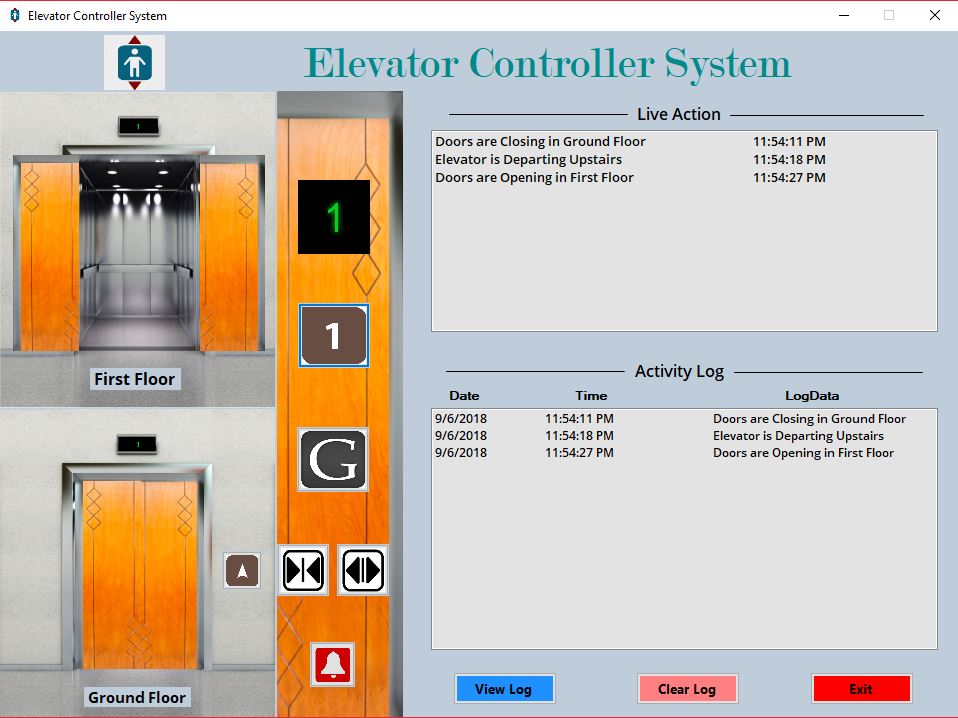 Elevator Controller System
Elevator Controller System
1
First Floor
1
Ground Floor
1
1
G
Live Action
Doors are Closing in Ground Floor 11:54:11 PM
Elevator is Departing Upstairs 11:54:18 PM
Doors are Opening in First Floor 11:54:27 PM
Activity Log
Date Time LogData
9/6/2018 11:54:11 PM Doors are Closing in Ground Floor
9/6/2018 11:54:18 PM Elevator is Departing Upstairs
9/6/2018 11:54:27 PM Doors are Opening in First Floor
View Log
Clear Log
Exit